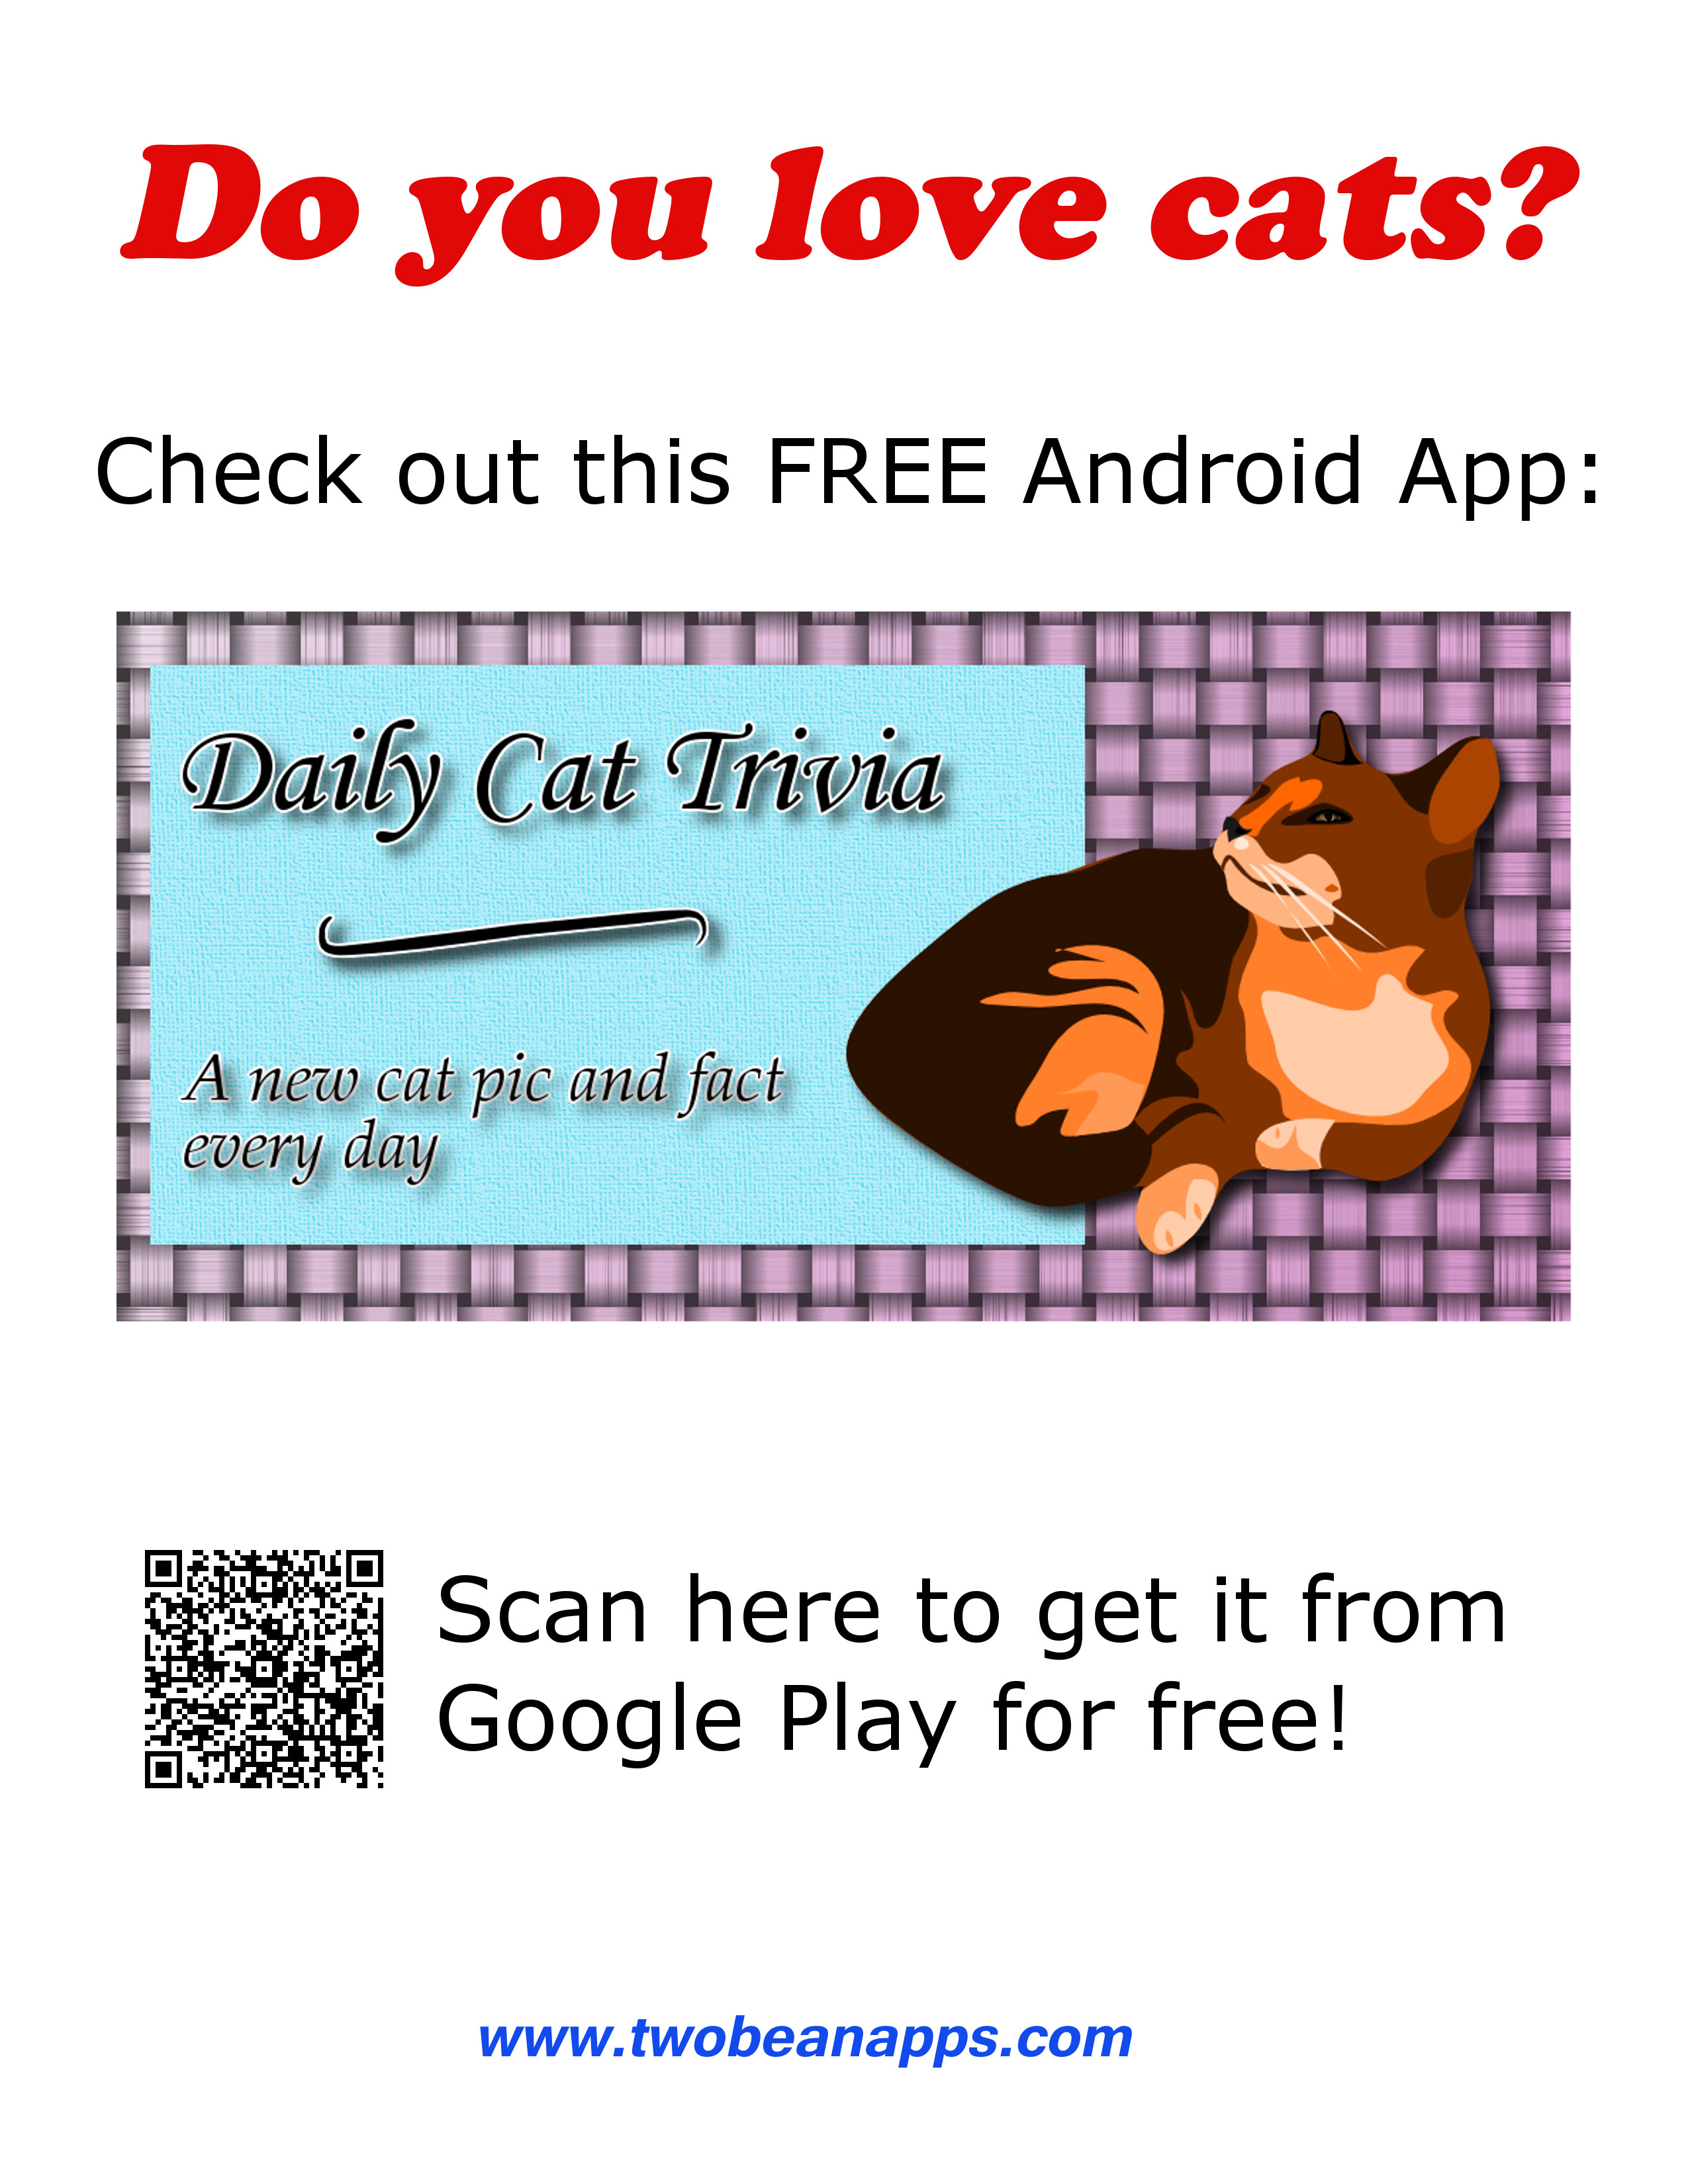 Do you love cats?
Check out this FREE Android App:
Daily Cat Trivia
A new cat pic and fact
every day
Scan here to get it from
Google Play for free!
www.twobeanapps.com